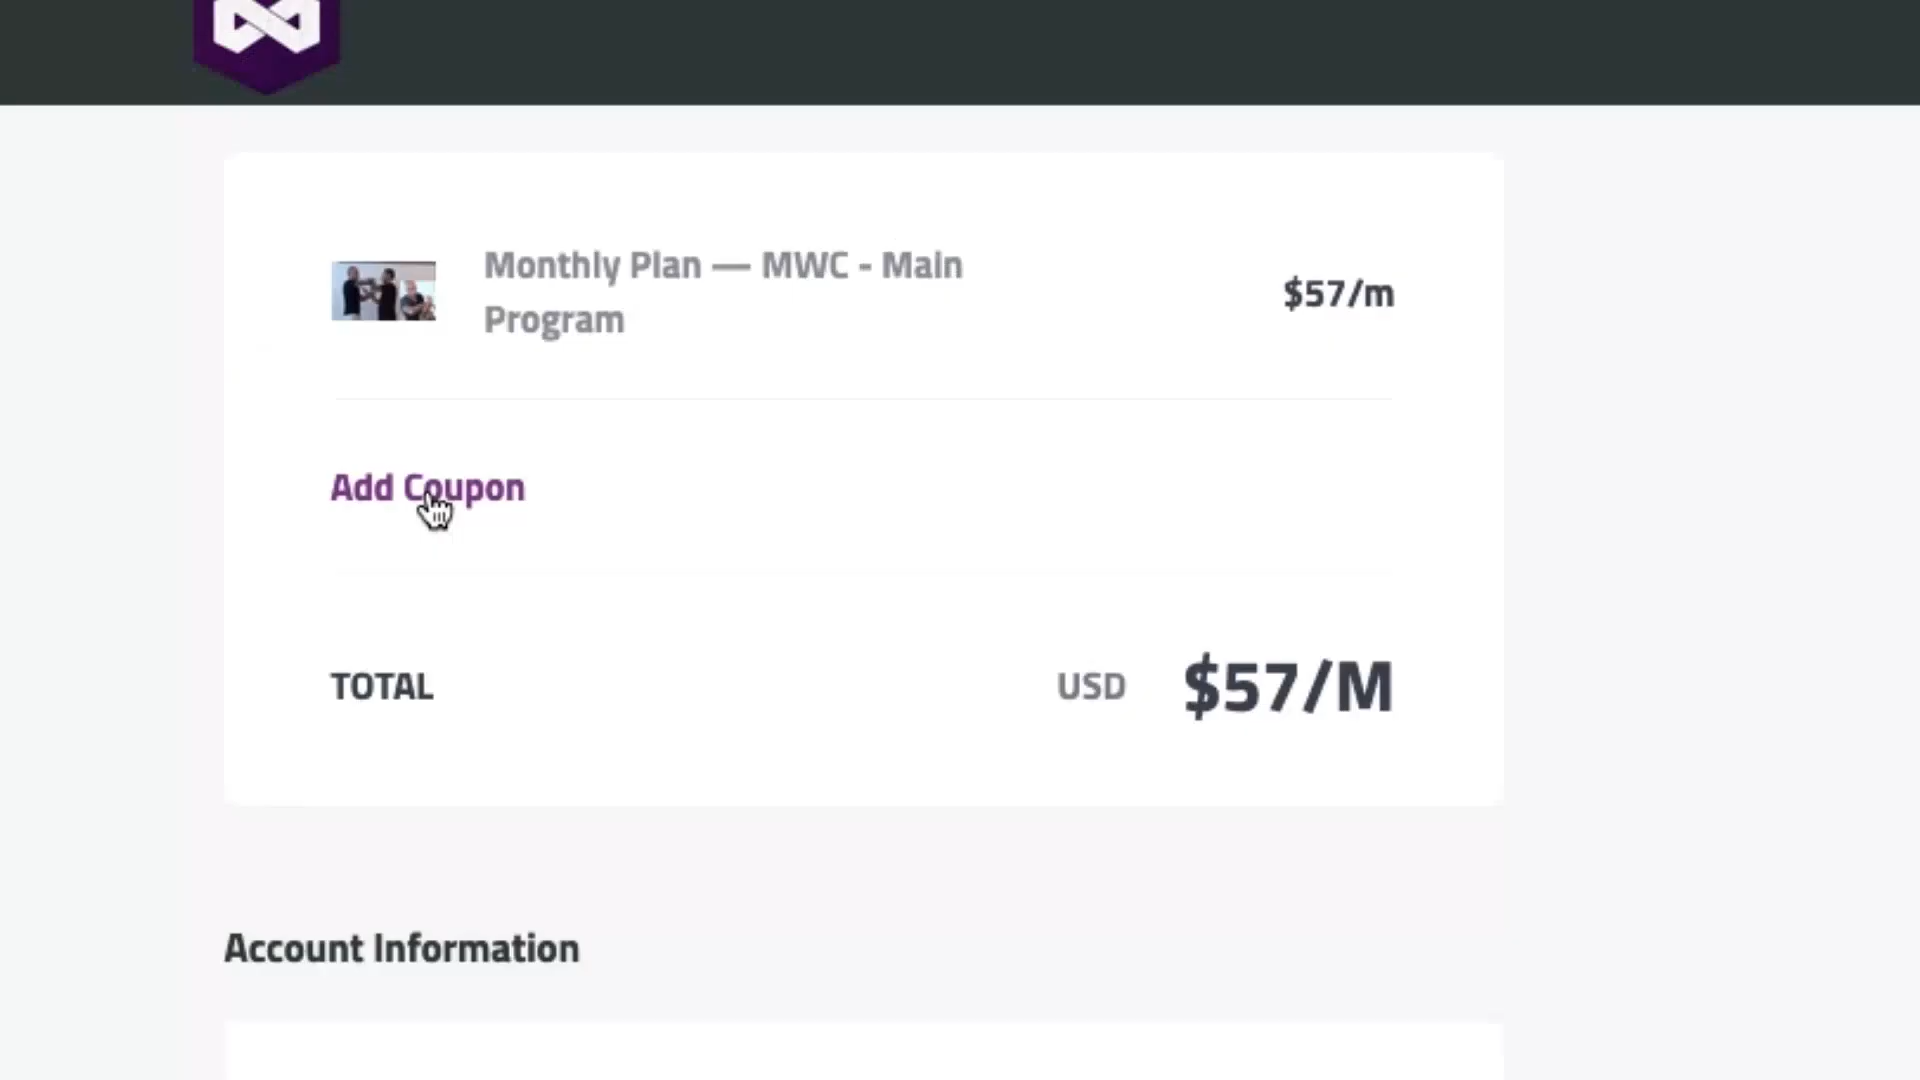 Monthly Plan — MWC - Main
Program
$57/m
Add Coupon
TOTAL
USD
$57/M
Account Information